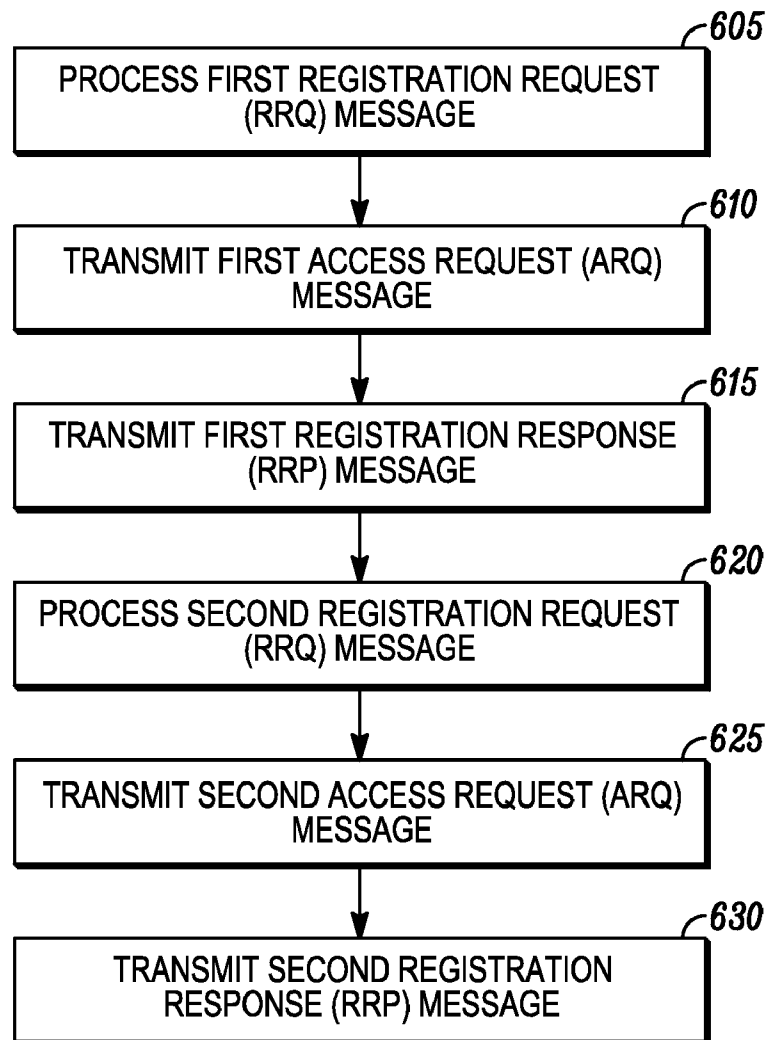 605
PROCESS FIRST REGISTRATION REQUEST
(RRQ) MESSAGE
610
TRANSMIT FIRST ACCESS REQUEST (ARQ)
MESSAGE
615
TRANSMIT FIRST REGISTRATION RESPONSE
(RRP) MESSAGE
620
PROCESS SECOND REGISTRATION REQUEST
(RRQ) MESSAGE
625
TRANSMIT SECOND ACCESS REQUEST (ARQ)
MESSAGE
630
TRANSMIT SECOND REGISTRATION
RESPONSE (RRP) MESSAGE